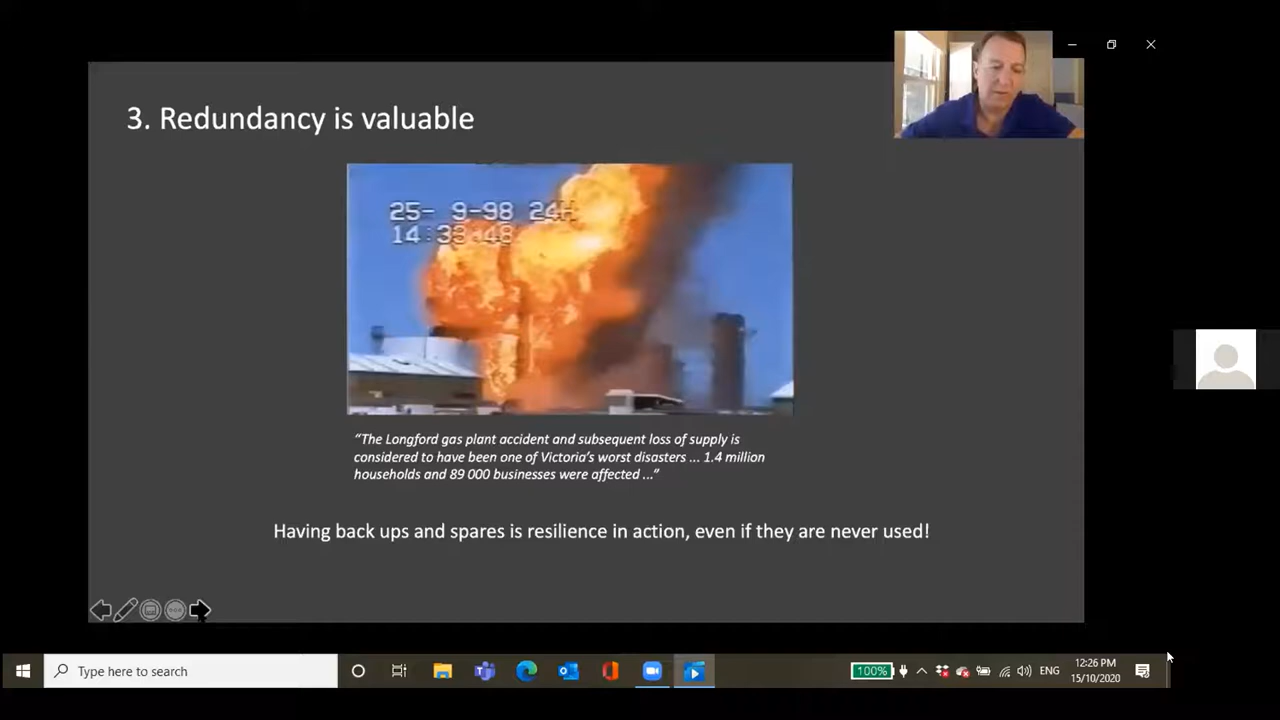 3. Redundancy is valuable
25- 9-98 24H
14:33:48
“The Longford gas plant accident and subsequent loss of supply is
considered to have been one of Victoria’s worst disasters ... 1.4 million
households and 89 000 businesses were affected ...”
Having back ups and spares is resilience in action, even if they are never used!
Type here to search
100%
ENG
12:26 PM
15/10/2020